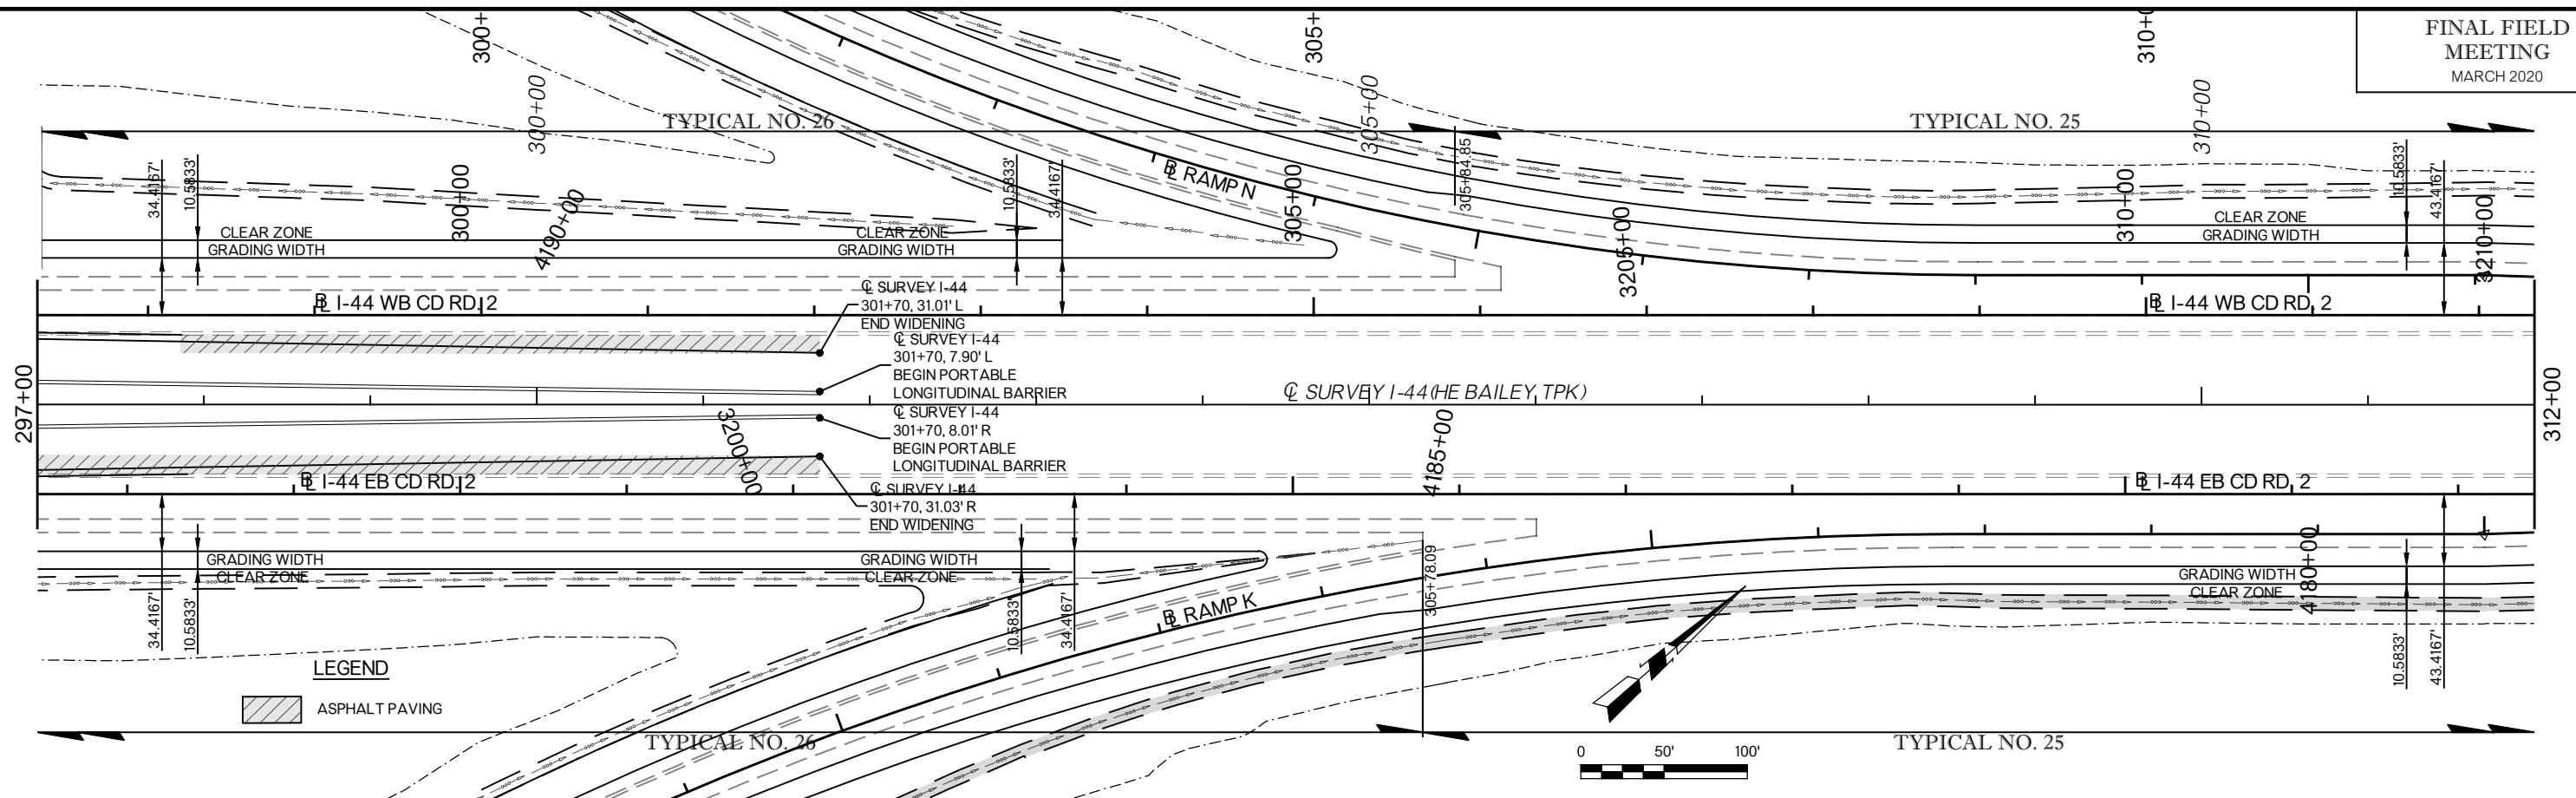 FINAL FIELD
MEETING
MARCH 2020
300+
305+
310+0
300+00
305+00
310+00
TYPICAL NO. 26
TYPICAL NO. 25
34.4167'
10.5833'
10.5833'
34.4167'
305+84.85
10.5833'
43.4167'
300+00
4190+00
305+00
3205+00
310+00
3210+00
℄ RAMP N
CLEAR ZONE
GRADING WIDTH
CLEAR ZONE
GRADING WIDTH
CLEAR ZONE
GRADING WIDTH
BL I-44 WB CD RD, 2
BL I-44 WB CD RD, 2
℄ SURVEY I-44
301+70, 31.01' L
END WIDENING
℄ SURVEY I-44
301+70, 7.90' L
BEGIN PORTABLE
LONGITUDINAL BARRIER
℄ SURVEY I-44 (HE BAILEY TPK)
297+00
312+00
℄ SURVEY I-44
301+70, 8.01' R
BEGIN PORTABLE
LONGITUDINAL BARRIER
3200+00
4185+00
BL I-44 EB CD RD, 2
BL I-44 EB CD RD, 2
℄ SURVEY I-44
301+70, 31.03' R
END WIDENING
GRADING WIDTH
CLEAR ZONE
GRADING WIDTH
CLEAR ZONE
GRADING WIDTH
CLEAR ZONE
4180+00
305+78.09
34.4167'
10.5833'
10.5833'
34.4167'
10.5833'
43.4167'
BL RAMP K
LEGEND
ASPHALT PAVING
TYPICAL NO. 26
TYPICAL NO. 25
0 50' 100'